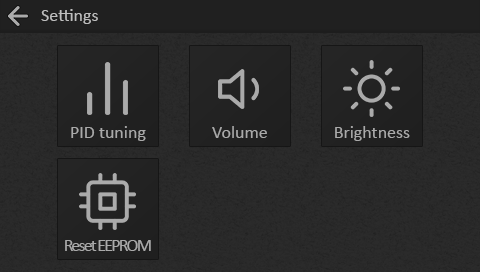 Settings
PID tuning
Volume
Brightness
Reset EEPROM